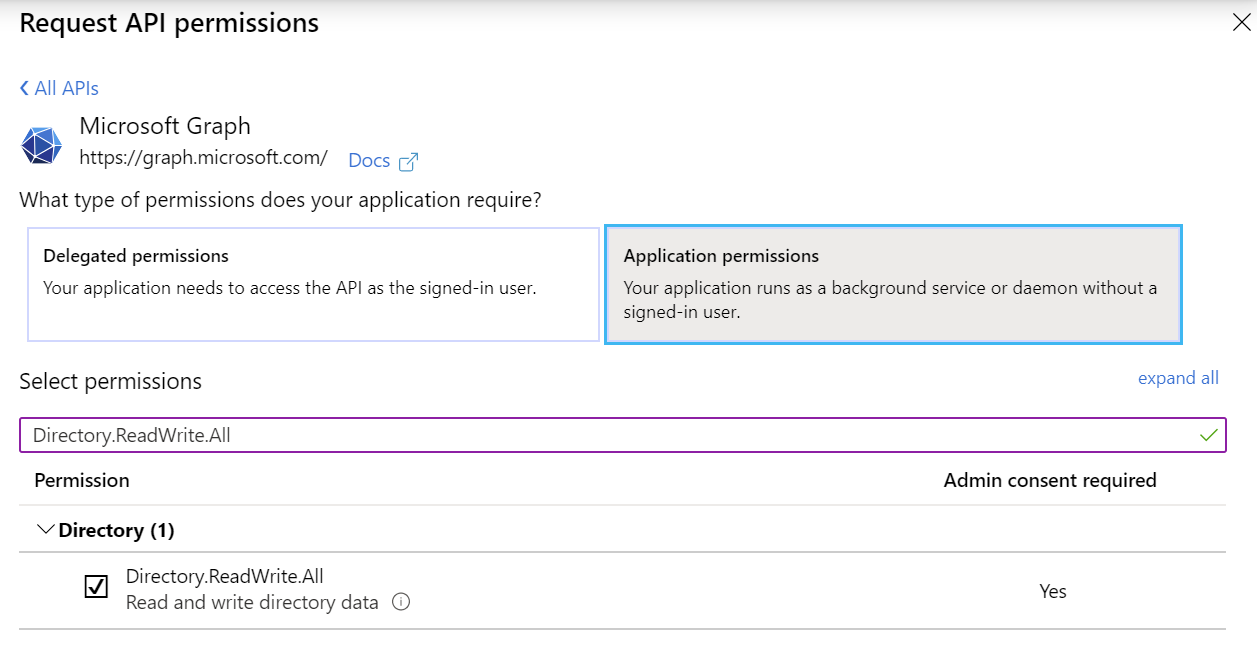 Request API permissions
All APIs
Microsoft Graph
https://graph.microsoft.com/ Docs
What type of permissions does your application require?
Delegated permissions
Your application needs to access the API as the signed-in user.
Application permissions
Your application runs as a background service or daemon without a
signed-in user.
Select permissions
expand all
Directory.ReadWrite.All
Permission Admin consent required
Directory (1)
Directory.ReadWrite.All
Read and write directory data
Yes